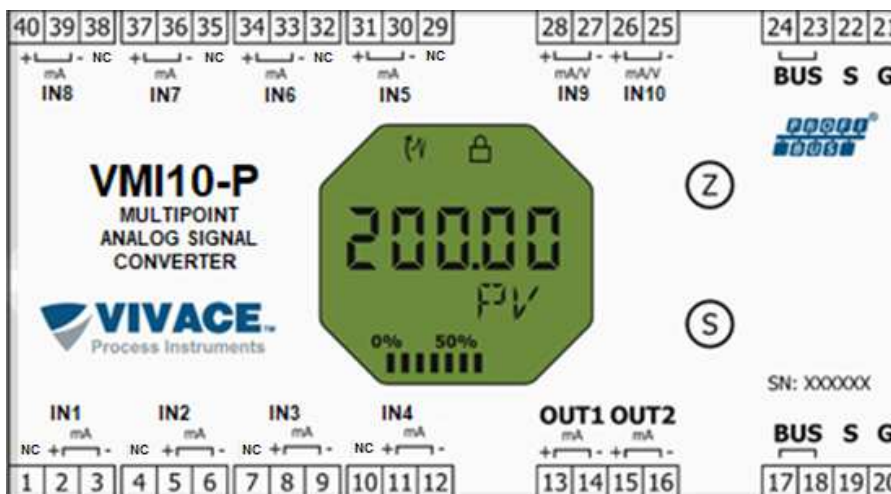 40 39 38 37 36 35 34 33 32 31 30 29 28 27 26 25 24 23 22 21
+ - NC + - NC + - NC + - NC + - + -
mA mA mA mA mA/V mA/V BUS S G
IN8 IN7 IN6 IN5 IN9 IN10
PROFI BUS®
VMI10-P
MULTIPOINT
ANALOG SIGNAL
CONVERTER
200.00
PV
0% 50%
Z
S
VIVACE™
Process Instruments
SN: XXXXXX
IN1 IN2 IN3 IN4 OUT1 OUT2
mA mA mA mA mA mA BUS S G
NC + - NC + - NC + - NC + - + - + -
1 2 3 4 5 6 7 8 9 10 11 12 13 14 15 16 17 18 19 20